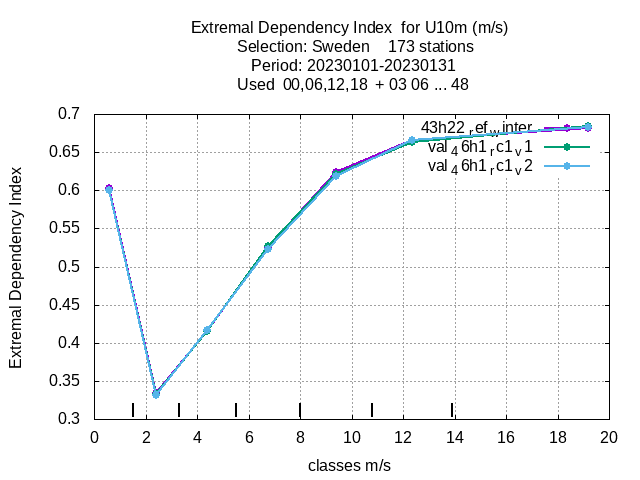 Extremal Dependency Index  for U10m (m/s)
Selection: Sweden    173 stations
Period: 20230101-20230131
Used  00,06,12,18  + 03 06 ... 48
0.7
0.65
0.6
0.55
0.5
0.45
0.4
0.35
0.3
Extremal Dependency Index
43h22_ref_winter
val_46h1_rc1_v1
val_46h1_rc1_v2
0 2 4 6 8 10 12 14 16 18 20
classes m/s